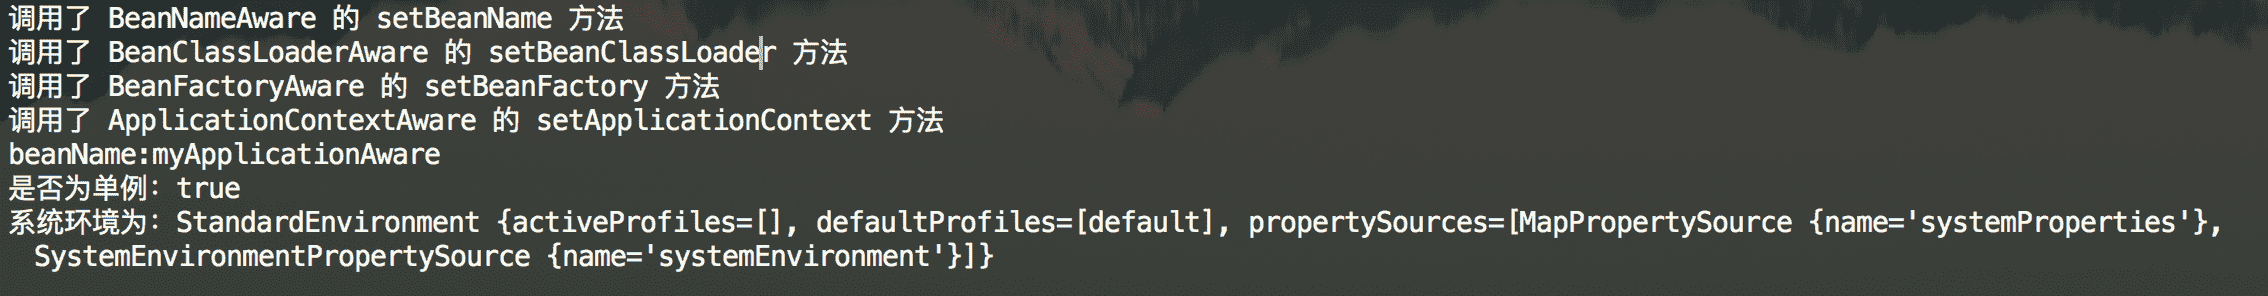 调用了 BeanNameAware 的 setBeanName 方法
调用了 BeanClassLoaderAware 的 setBeanClassLoader 方法
调用了 BeanFactoryAware 的 setBeanFactory 方法
调用了 ApplicationContextAware 的 setApplicationContext 方法
beanName:myApplicationAware
是否为单例：true
系统环境为：StandardEnvironment {activeProfiles=[], defaultProfiles=[default], propertySources=[MapPropertySource {name='systemProperties'},
SystemEnvironmentPropertySource {name='systemEnvironment'}]}